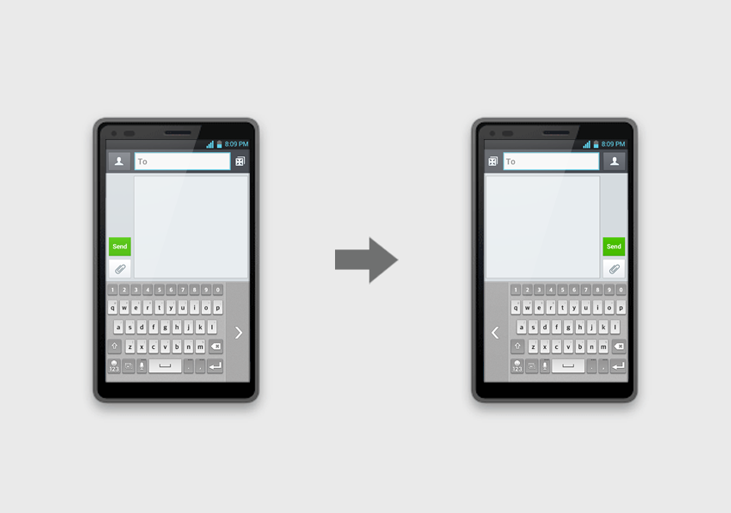 8:09 PM
To
Send
1 2 3 4 5 6 7 8 9 0
q w e r t y u i o p
a s d f g h j k l
z x c v b n m
123
8:09 PM
To
Send
1 2 3 4 5 6 7 8 9 0
q w e r t y u i o p
a s d f g h j k l
z x c v b n m
123